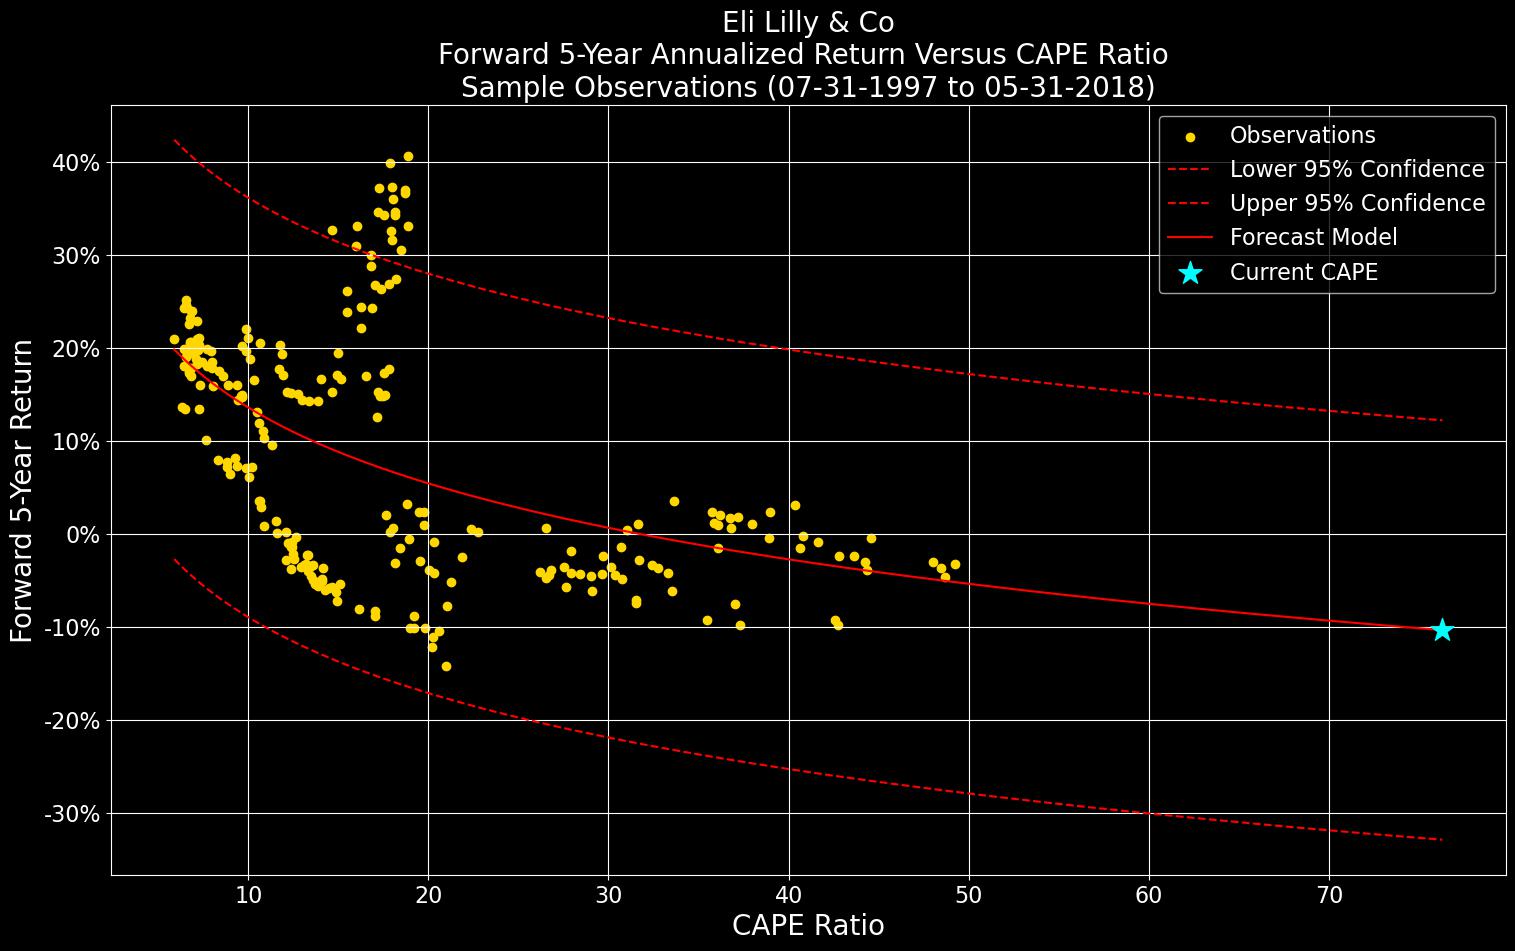 Eli Lilly & Co
Forward 5-Year Annualized Return Versus CAPE Ratio
Sample Observations (07-31-1997 to 05-31-2018)
Observations
Lower 95% Confidence
Upper 95% Confidence
Forecast Model
Current CAPE
Forward 5-Year Return
40%
30%
20%
10%
0%
-10%
-20%
-30%
10 20 30 40 50 60 70
CAPE Ratio